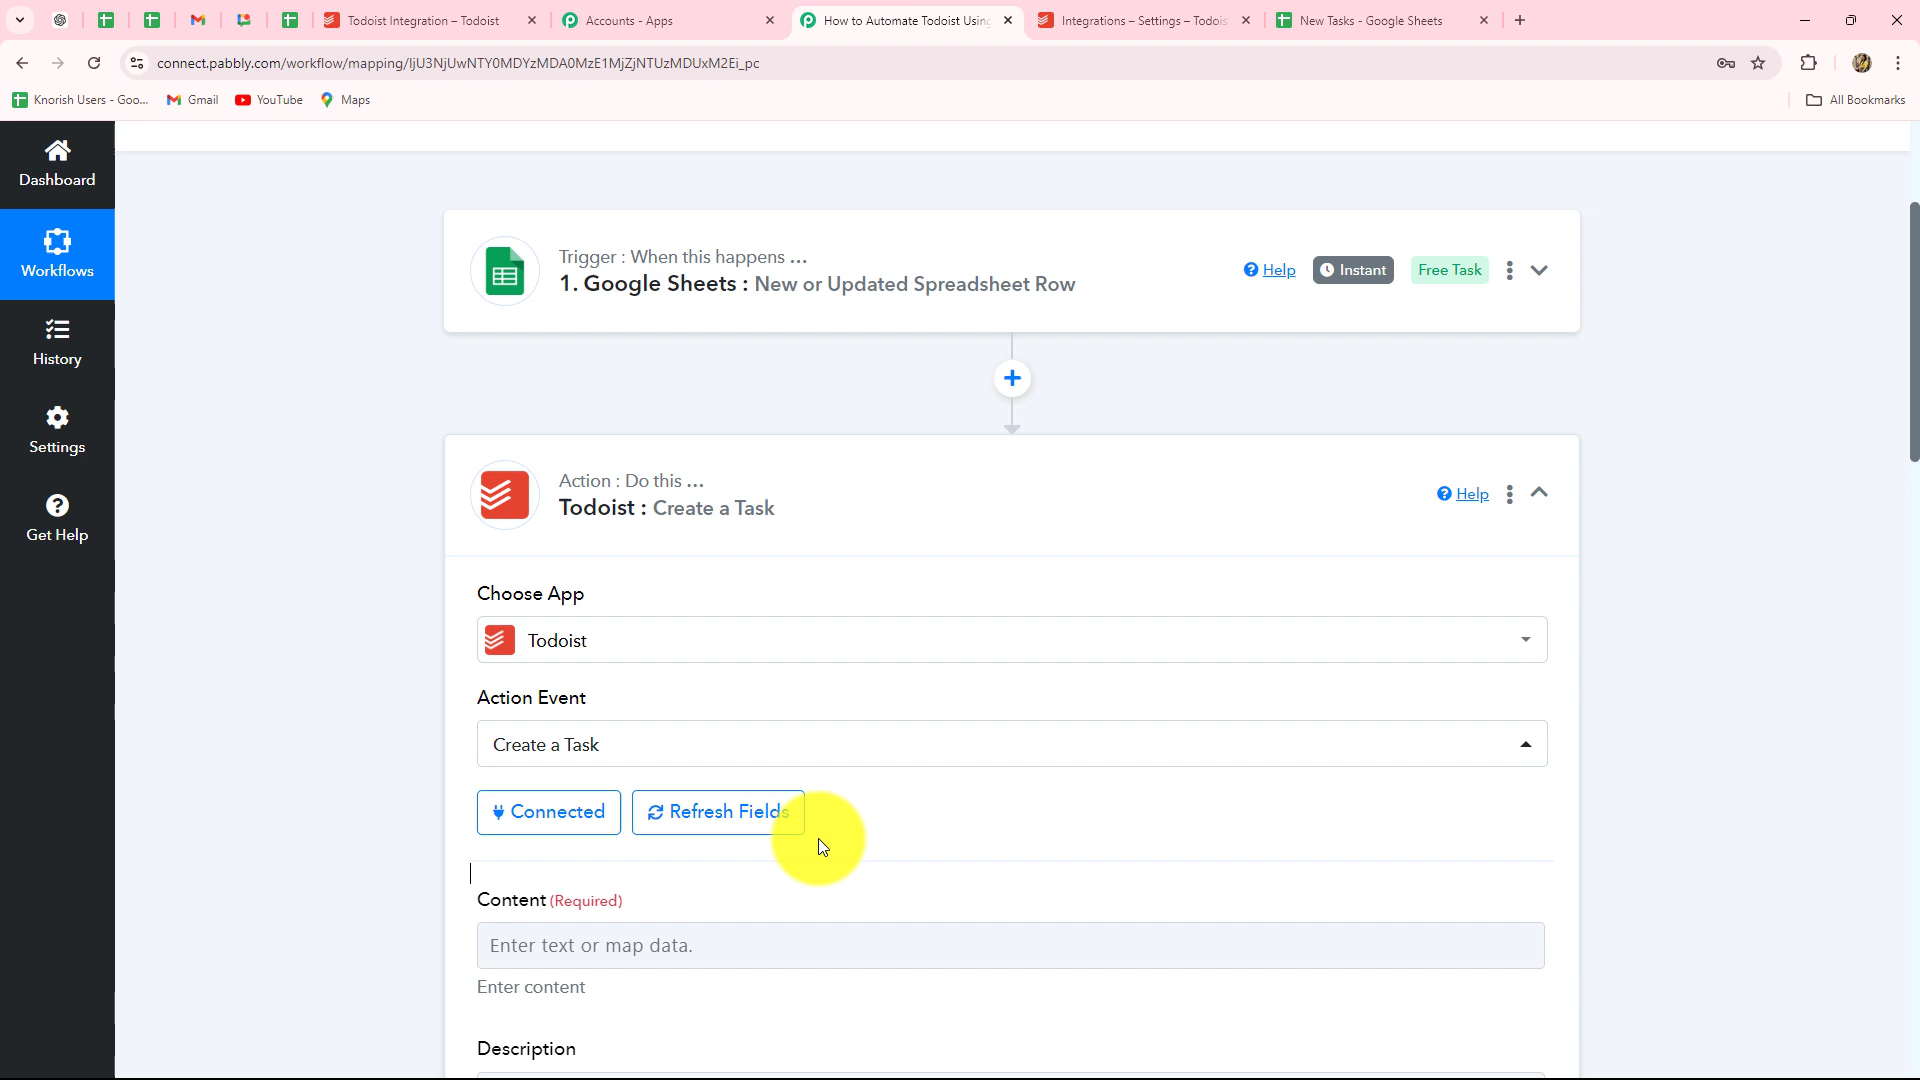 Todoist Integration – Todoist
Accounts - Apps
How to Automate Todoist Using
Integrations – Settings – Todois
New Tasks - Google Sheets
connect.pabbly.com/workflow/mapping/IjU3NjUwNTY0MDYzMDA0MzE1MjZjNTUzMDUxM2Ei_pc
Knorish Users - Goo...
Gmail
YouTube
Maps
All Bookmarks
Dashboard
Workflows
History
Settings
Get Help
Trigger : When this happens ...
1. Google Sheets : New or Updated Spreadsheet Row
Help
Instant
Free Task
Action : Do this ...
Todoist : Create a Task
Help
Choose App
Todoist
Action Event
Create a Task
Connected
Refresh Fields
Content (Required)
Enter text or map data.
Enter content
Description